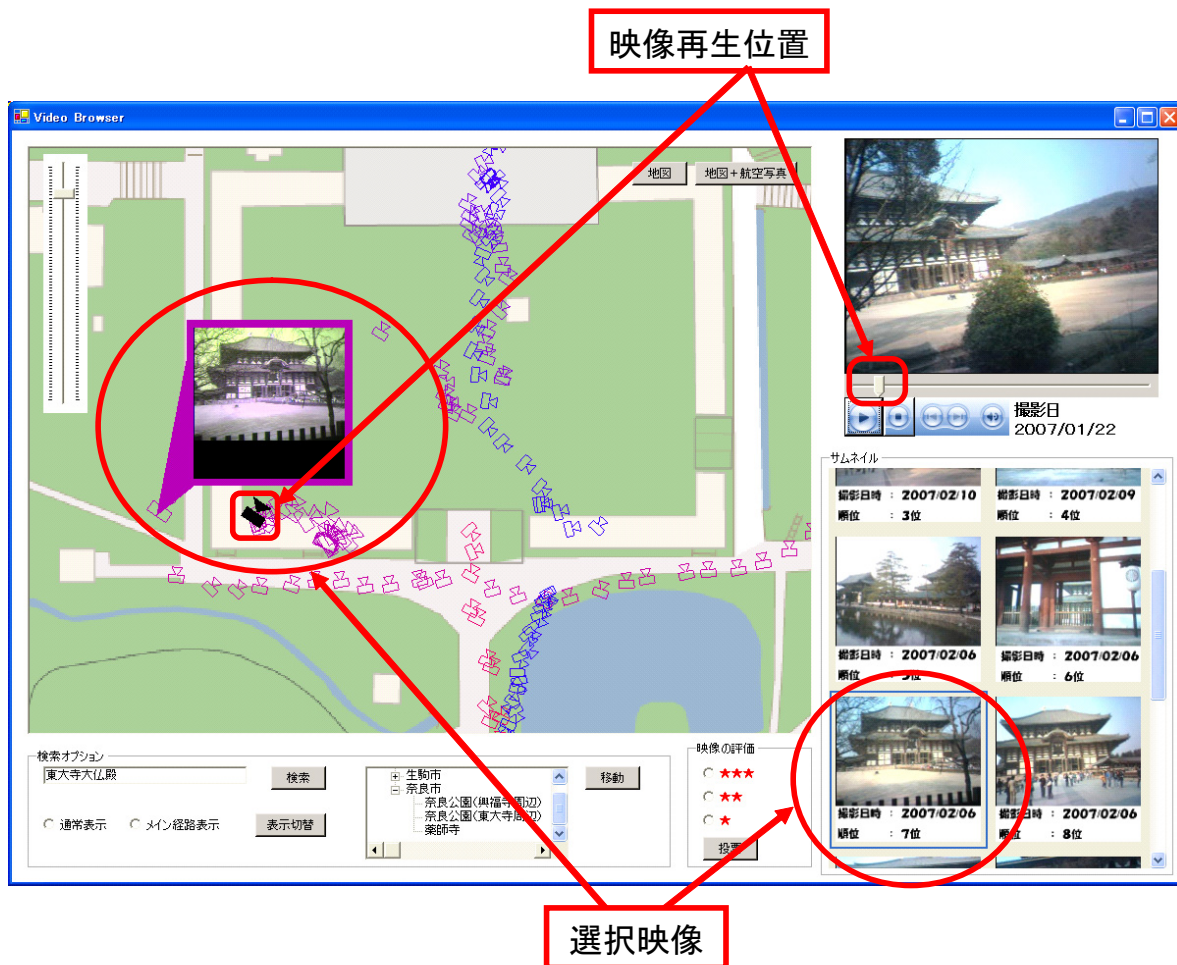 映像再生位置
Video Browser
地図
地図+航空写真
撮影日
2007/01/22
サムネイル
撮影日時 : 2007/02/10
順位 : 3位
撮影日時 : 2007/02/09
順位 : 4位
撮影日時 : 2007/02/06
順位 : 5位
撮影日時 : 2007/02/06
順位 : 6位
撮影日時 : 2007/02/06
順位 : 7位
撮影日時 : 2007/02/06
順位 : 8位
検索オプション
東大寺大仏殿
検索
通常表示
メイン経路表示
表示切替
生駒市
奈良市
奈良公園(興福寺周辺)
奈良公園(東大寺周辺)
薬師寺
移動
映像の評価
★★★
★★
★
投票
選択映像